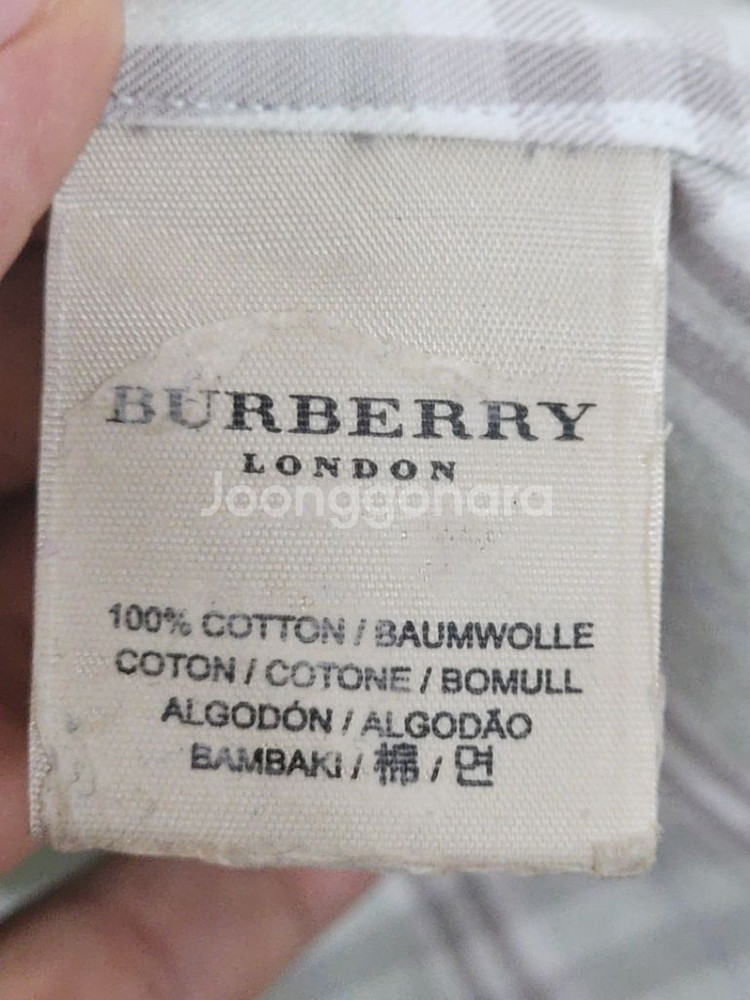 BURBERRY
LONDON
Joonggonara
100% COTTON / BAUMWOLLE
COTON / COTONE / BOMULL
ALGODÓN / ALGODÃO
BAMBAKI / 棉 / 면